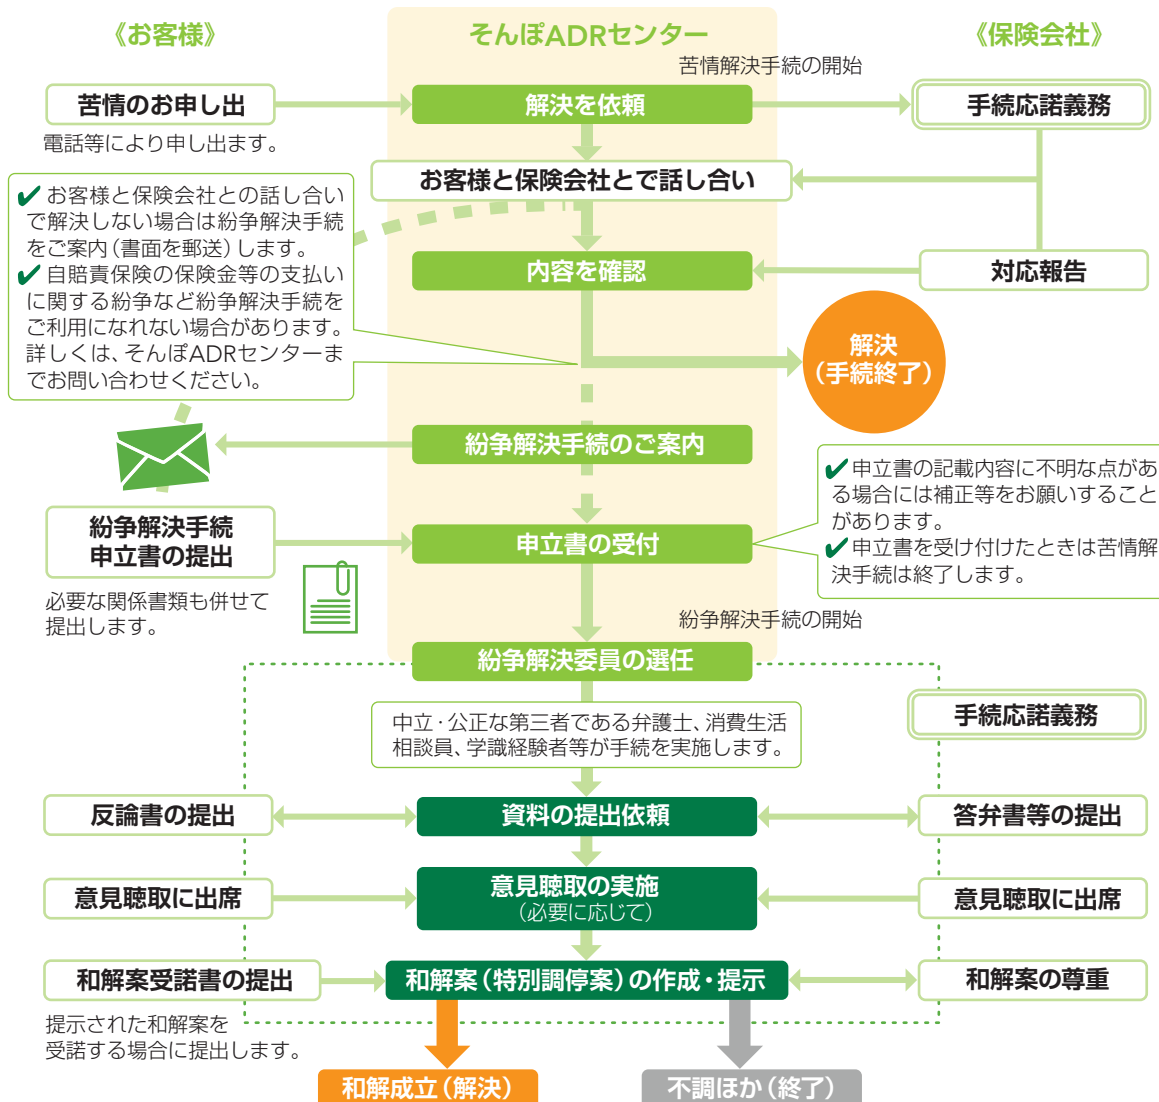 《お客様》
そんぽADRセンター
《保険会社》
苦情解決手続の開始
苦情のお申し出
解決を依頼
手続応諾義務
電話等により申し出ます。
お客様と保険会社とで話し合い
✔ お客様と保険会社との話し合い
で解決しない場合は紛争解決手続
をご案内（書面を郵送）します。
✔ 自賠責保険の保険金等の支払い
に関する紛争など紛争解決手続を
ご利用になれない場合があります。
詳しくは、そんぽADRセンターま
でお問い合わせください。
内容を確認
対応報告
解決
（手続終了）
紛争解決手続のご案内
✔ 申立書の記載内容に不明な点があ
る場合には補正等をお願いすること
があります。
✔ 申立書を受け付けたときは苦情解
決手続は終了します。
紛争解決手続
申立書の提出
申立書の受付
必要な関係書類も併せて
提出します。
紛争解決手続の開始
紛争解決委員の選任
中立・公正な第三者である弁護士、消費生活
相談員、学識経験者等が手続を実施します。
手続応諾義務
反論書の提出
資料の提出依頼
答弁書等の提出
意見聴取に出席
意見聴取の実施
（必要に応じて）
意見聴取に出席
和解案受諾書の提出
和解案（特別調停案）の作成・提示
和解案の尊重
提示された和解案を
受諾する場合に提出します。
和解成立（解決）
不調ほか（終了）